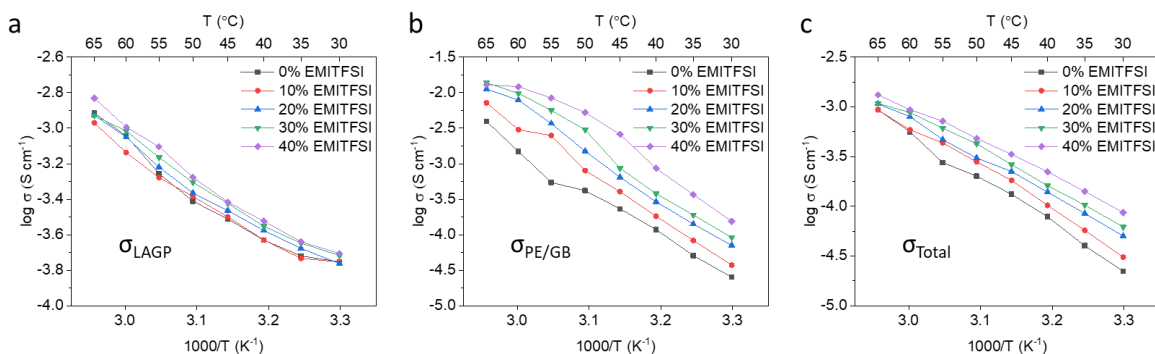 a
T (°C)
65 60 55 50 45 40 35 30
-2.6
-2.8
-3.0
-3.2
-3.4
-3.6
-3.8
-4.0
log σ (S cm⁻¹)
0% EMITFSI
10% EMITFSI
20% EMITFSI
30% EMITFSI
40% EMITFSI
σLAGP
3.0 3.1 3.2 3.3
1000/T (K⁻¹)
b
T (°C)
65 60 55 50 45 40 35 30
-1.5
-2.0
-2.5
-3.0
-3.5
-4.0
-4.5
-5.0
log σ (S cm⁻¹)
0% EMITFSI
10% EMITFSI
20% EMITFSI
30% EMITFSI
40% EMITFSI
σPE/GB
3.0 3.1 3.2 3.3
1000/T (K⁻¹)
c
T (°C)
65 60 55 50 45 40 35 30
-2.5
-3.0
-3.5
-4.0
-4.5
-5.0
log σ (S cm⁻¹)
0% EMITFSI
10% EMITFSI
20% EMITFSI
30% EMITFSI
40% EMITFSI
σTotal
3.0 3.1 3.2 3.3
1000/T (K⁻¹)